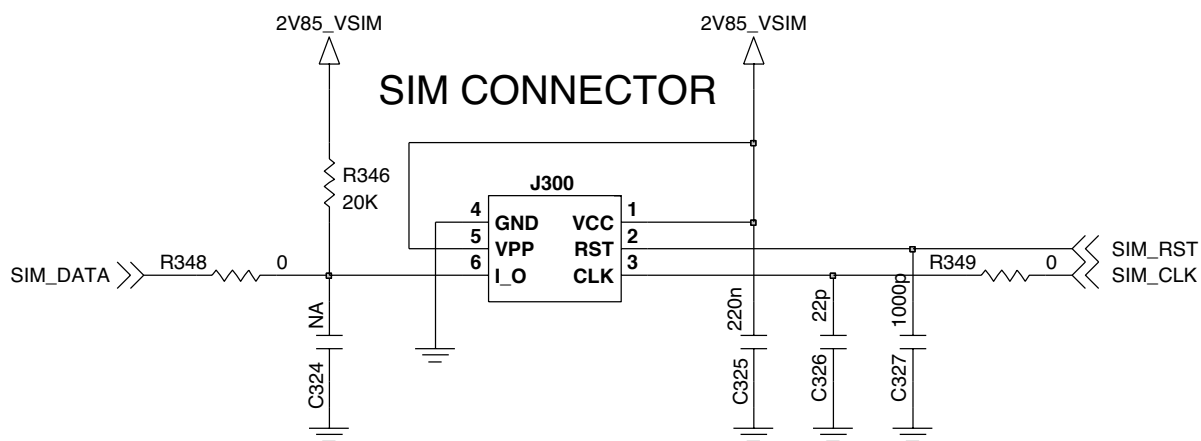 2V85_VSIM
2V85_VSIM
SIM CONNECTOR
R346
20K
J300
4
GND
VCC
1
5
VPP
RST
2
6
I_O
CLK
3
SIM_DATA
R348
0
R349
0
SIM_RST
SIM_CLK
NA
C324
220n
C325
22p
C326
1000p
C327